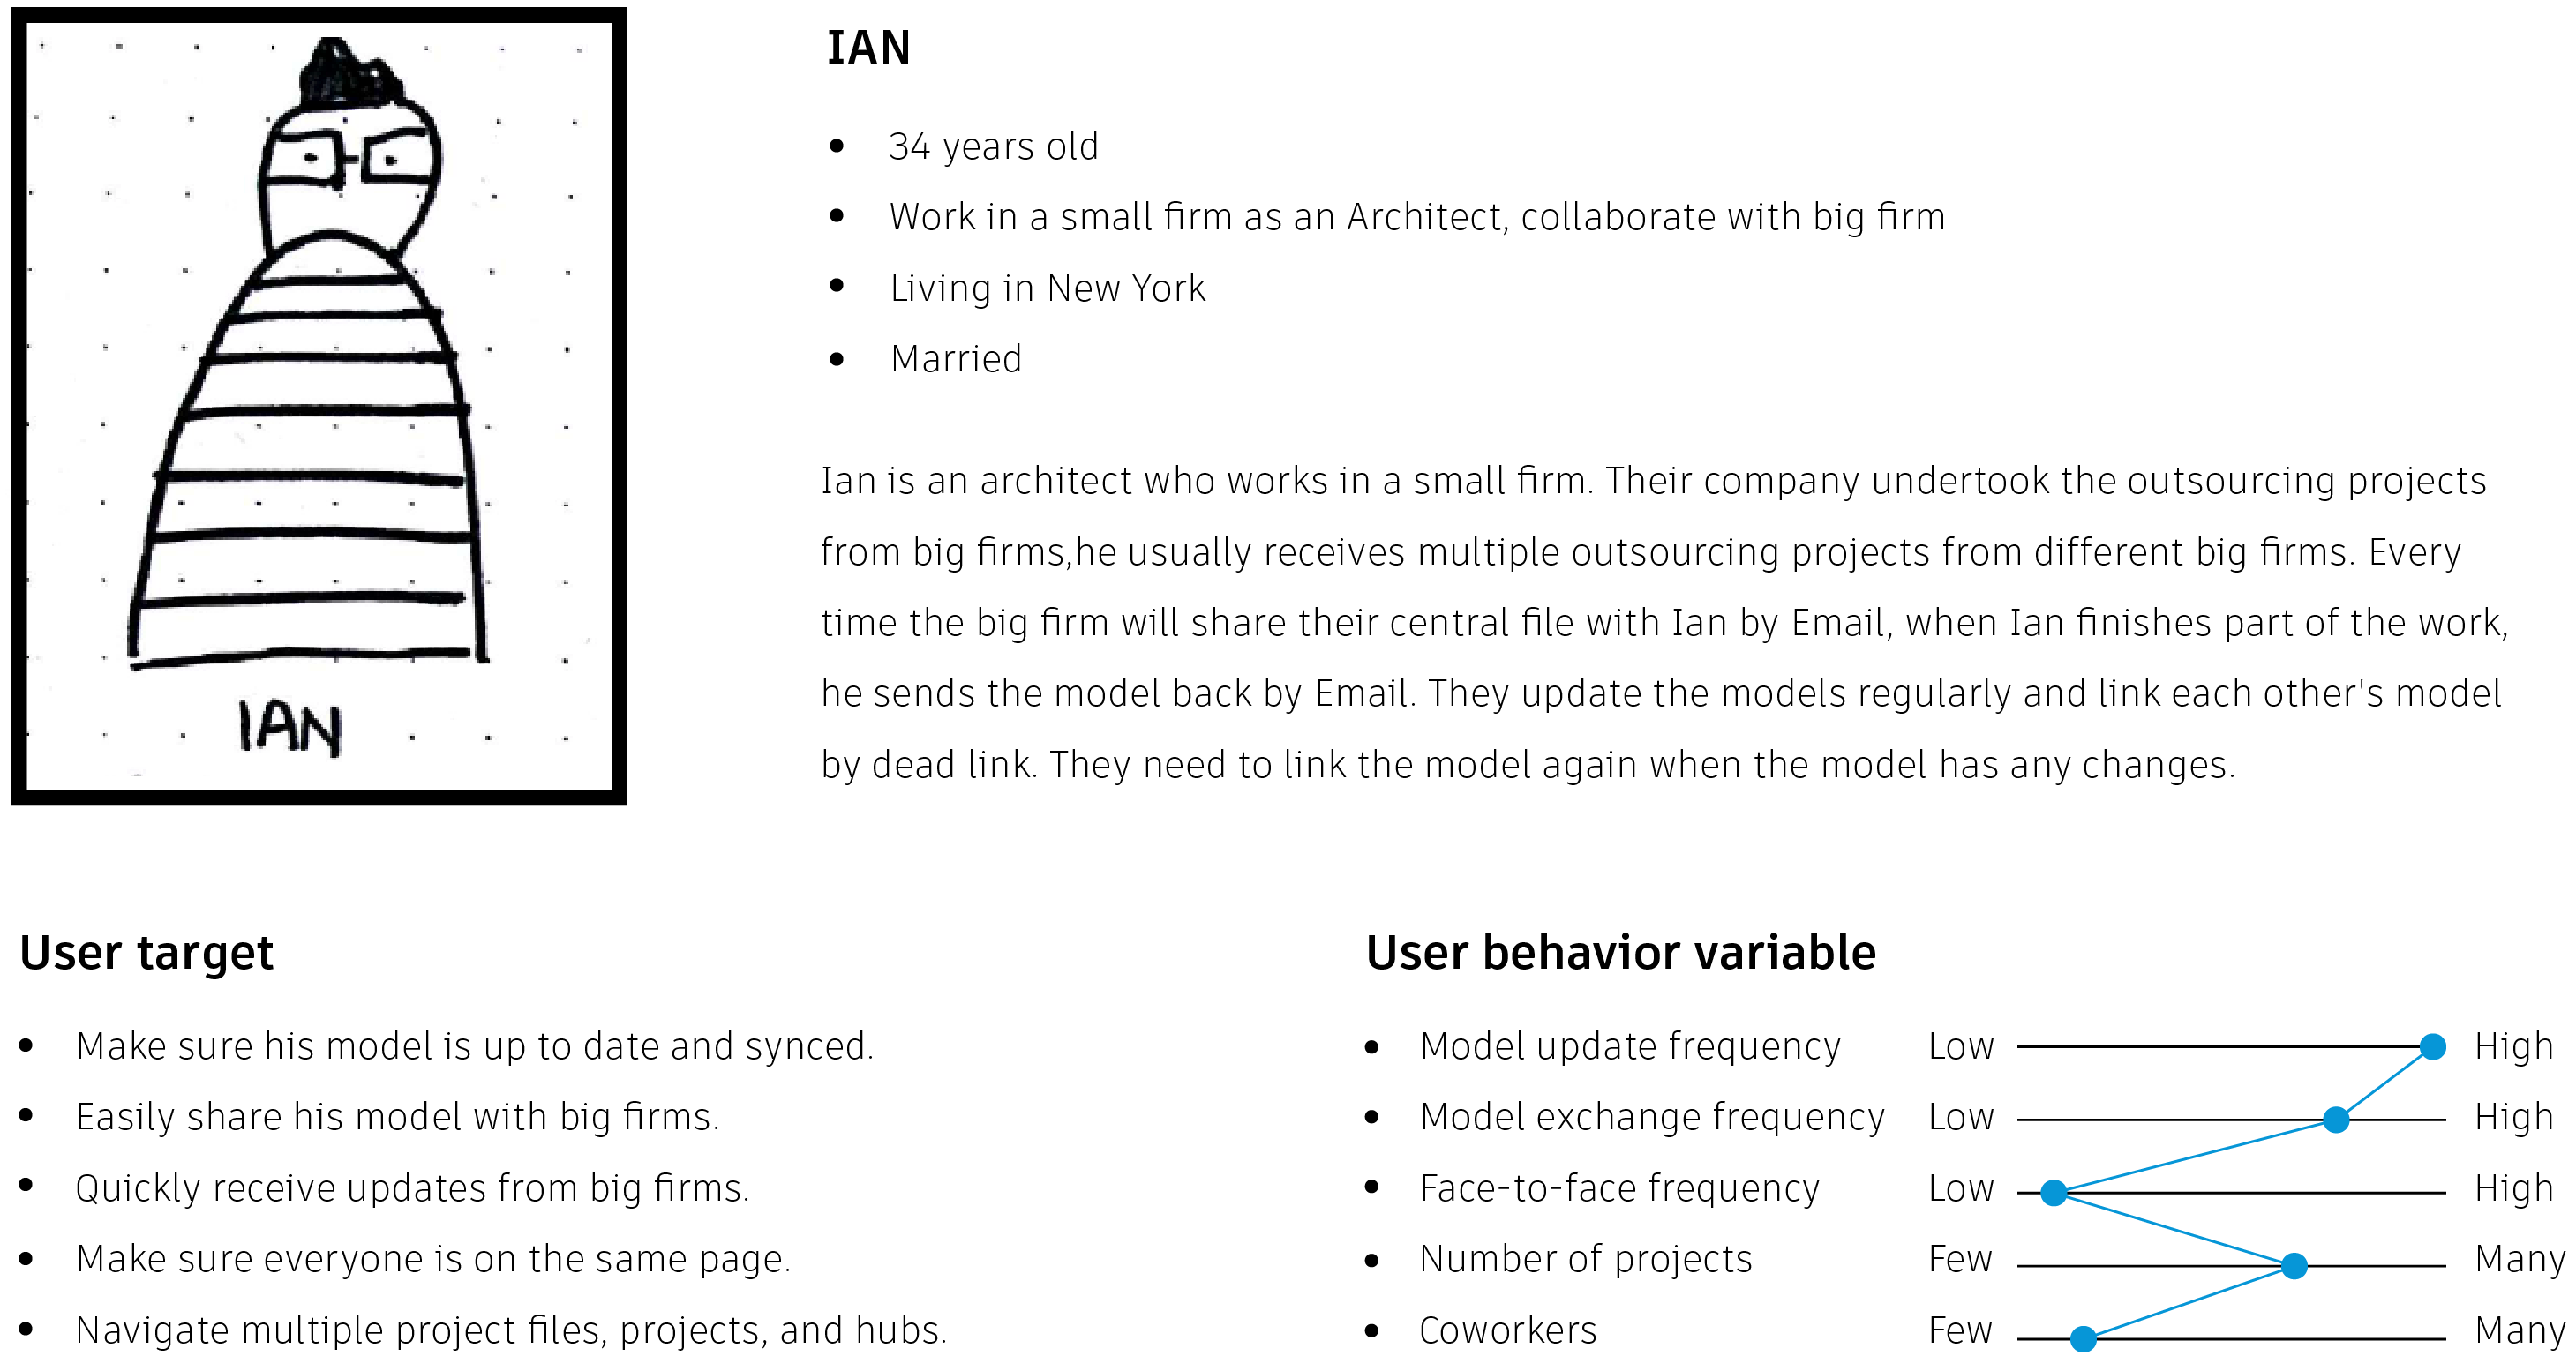 IAN
IAN
• 34 years old
• Work in a small firm as an Architect, collaborate with big firm
• Living in New York
• Married
Ian is an architect who works in a small firm. Their company undertook the outsourcing projects
from big firms,he usually receives multiple outsourcing projects from different big firms. Every
time the big firm will share their central file with Ian by Email, when Ian finishes part of the work,
he sends the model back by Email. They update the models regularly and link each other's model
by dead link. They need to link the model again when the model has any changes.
User target
• Make sure his model is up to date and synced.
• Easily share his model with big firms.
• Quickly receive updates from big firms.
• Make sure everyone is on the same page.
• Navigate multiple project files, projects, and hubs.
User behavior variable
• Model update frequency Low High
• Model exchange frequency Low High
• Face-to-face frequency Low High
• Number of projects Few Many
• Coworkers Few Many